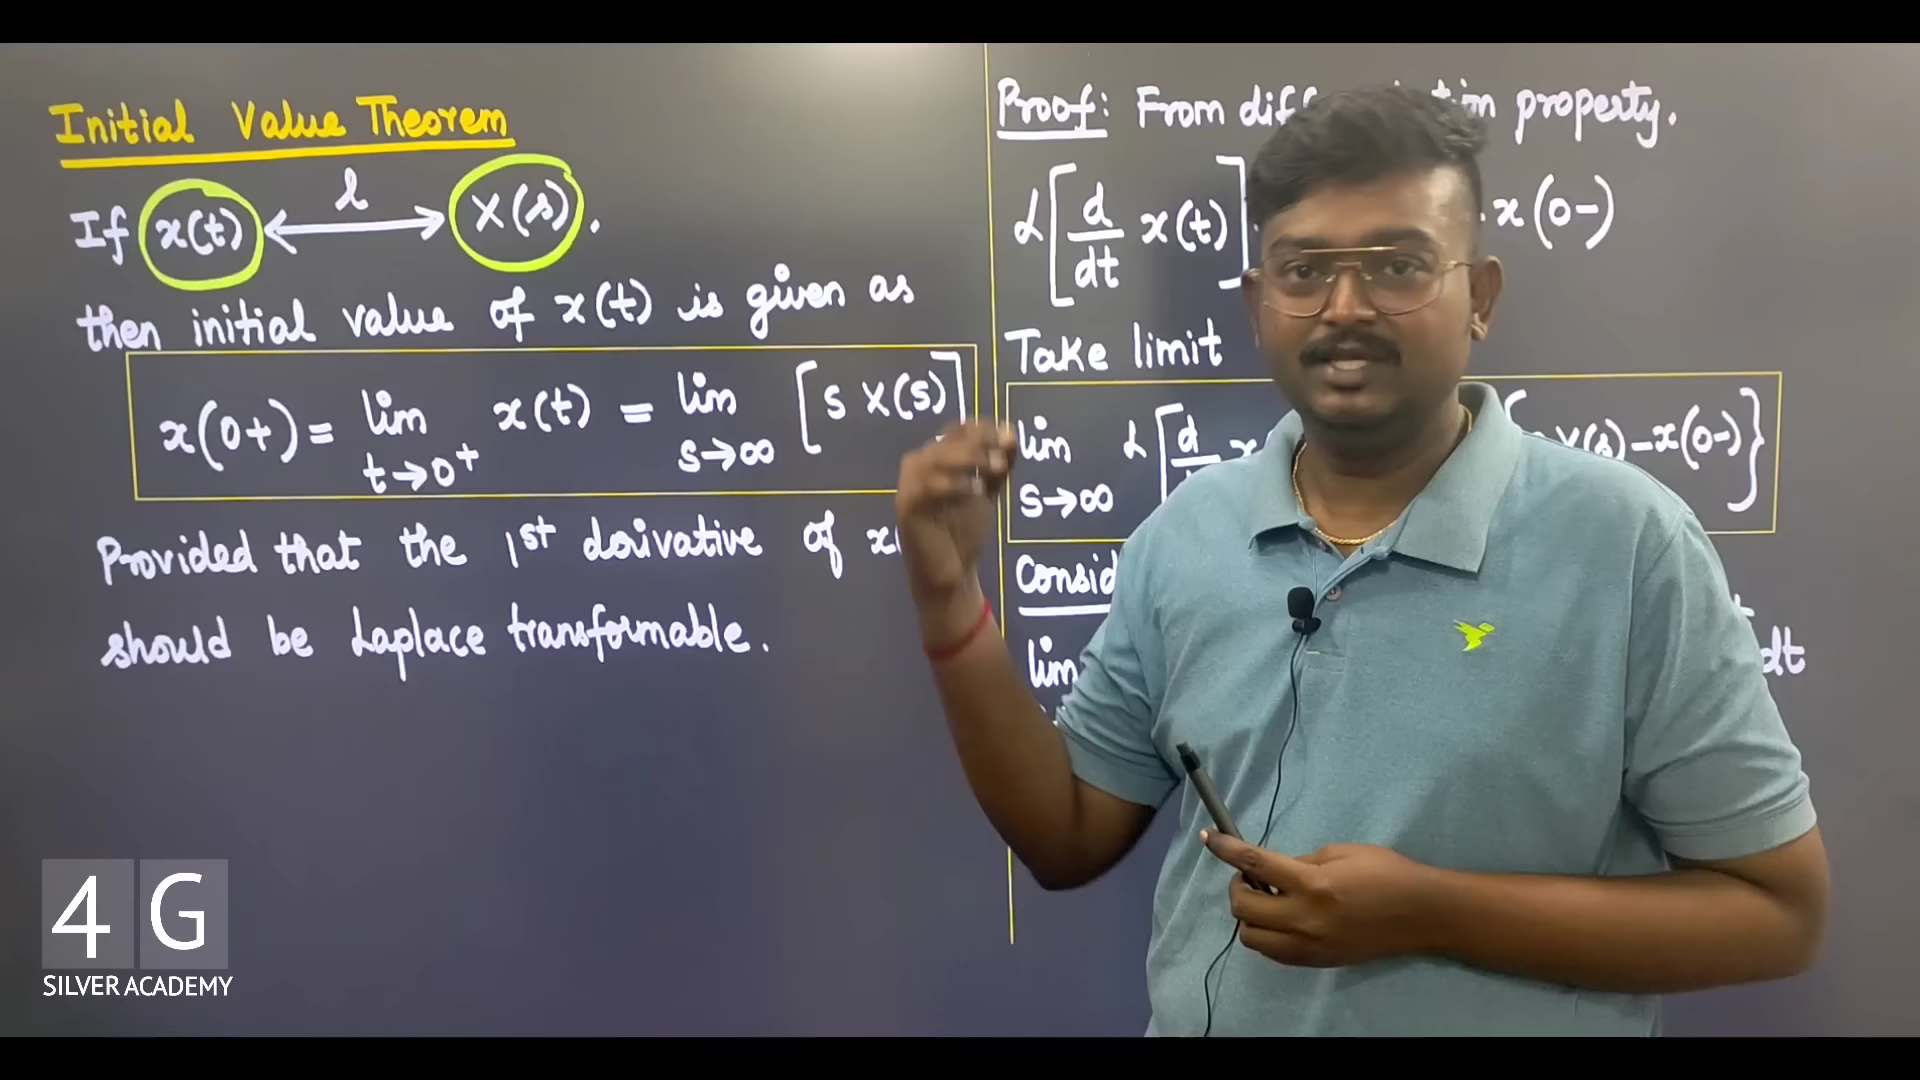 Initial Value Theorem
If x(t) ⟷ X(s).
L
then initial value of x(t) is given as
x(0+) = lim x(t) = lim [s X(s)]
t→0⁺ s→∞
Provided that the 1st derivative of
should be Laplace transformable.
Proof: From property.
L[d/dt x(t)] x(0-)
Take limit
lim L[d X(s) - x(0-)}
s→∞
lim dt
4G
SILVER ACADEMY